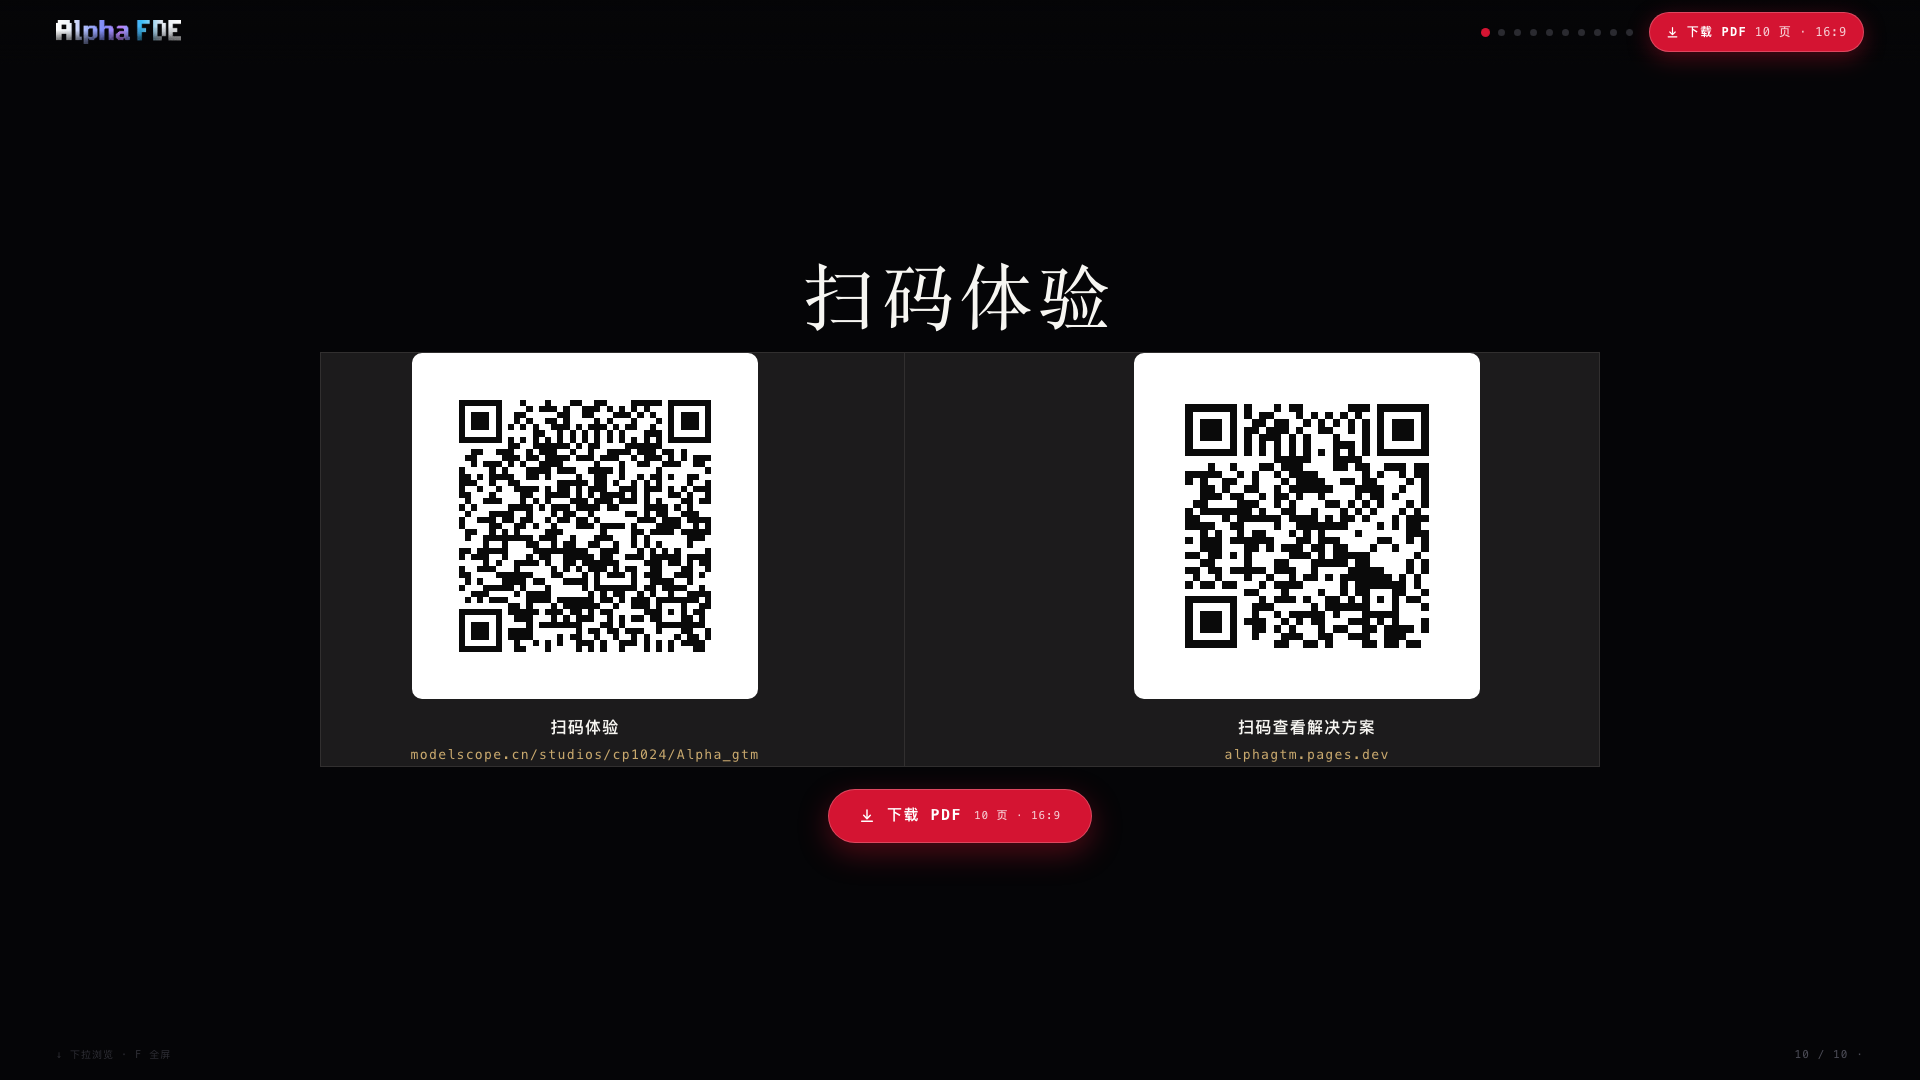 Alpha FDE
下载 PDF 10 页 · 16:9
扫码体验
扫码体验
modelscope.cn/studios/cp1024/Alpha_gtm
扫码查看解决方案
alphagtm.pages.dev
下载 PDF 10 页 · 16:9
↓ 下拉浏览 · F 全屏
10 / 10 ·